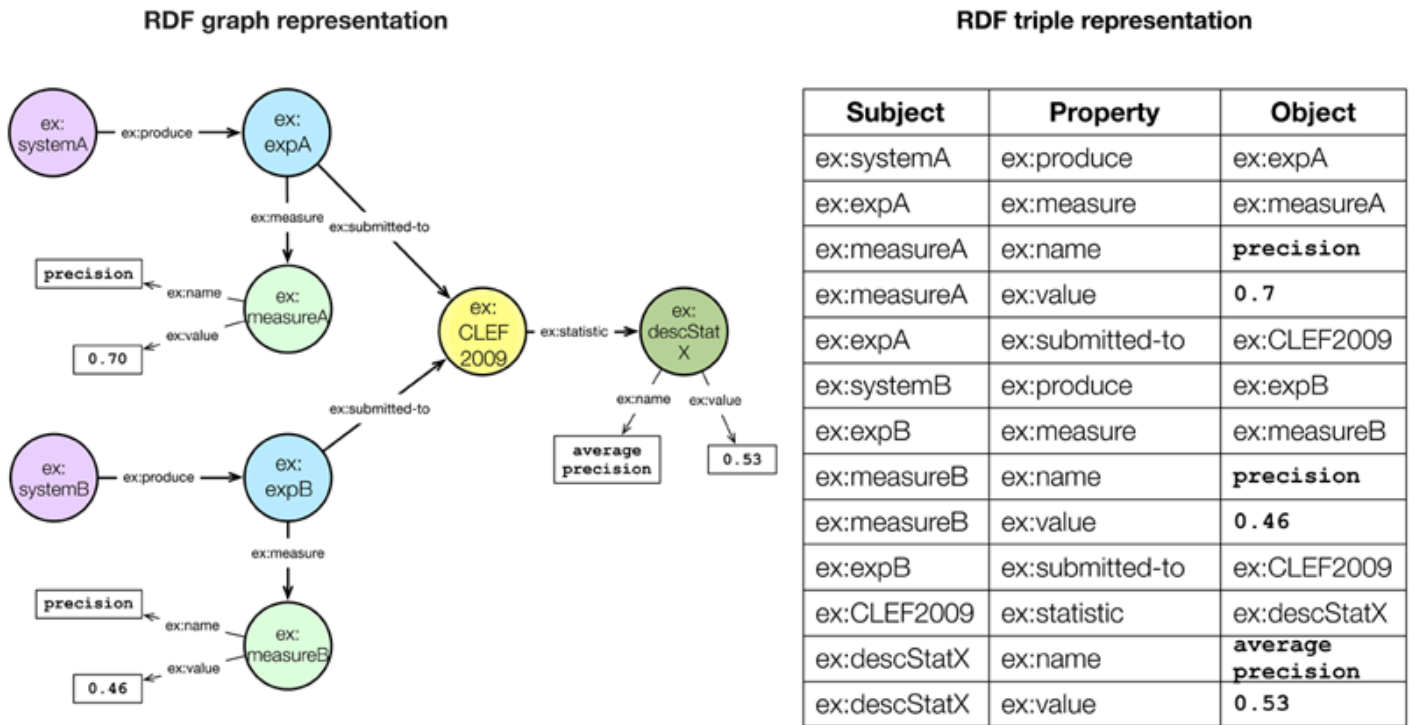 RDF graph representation
RDF triple representation
ex:
systemA
ex:produce
ex:
expA
ex:measure
ex:submitted-to
precision
ex:name
ex:
measureA
ex:value
0.70
ex:
CLEF
2009
ex:statistic
ex:
descStat
X
ex:name
ex:value
average
precision
0.53
ex:submitted-to
ex:
systemB
ex:produce
ex:
expB
ex:measure
precision
ex:name
ex:
measureB
ex:value
0.46
Subject Property Object
ex:systemA ex:produce ex:expA
ex:expA ex:measure ex:measureA
ex:measureA ex:name precision
ex:measureA ex:value 0.7
ex:expA ex:submitted-to ex:CLEF2009
ex:systemB ex:produce ex:expB
ex:expB ex:measure ex:measureB
ex:measureB ex:name precision
ex:measureB ex:value 0.46
ex:expB ex:submitted-to ex:CLEF2009
ex:CLEF2009 ex:statistic ex:descStatX
ex:descStatX ex:name average
precision
ex:descStatX ex:value 0.53